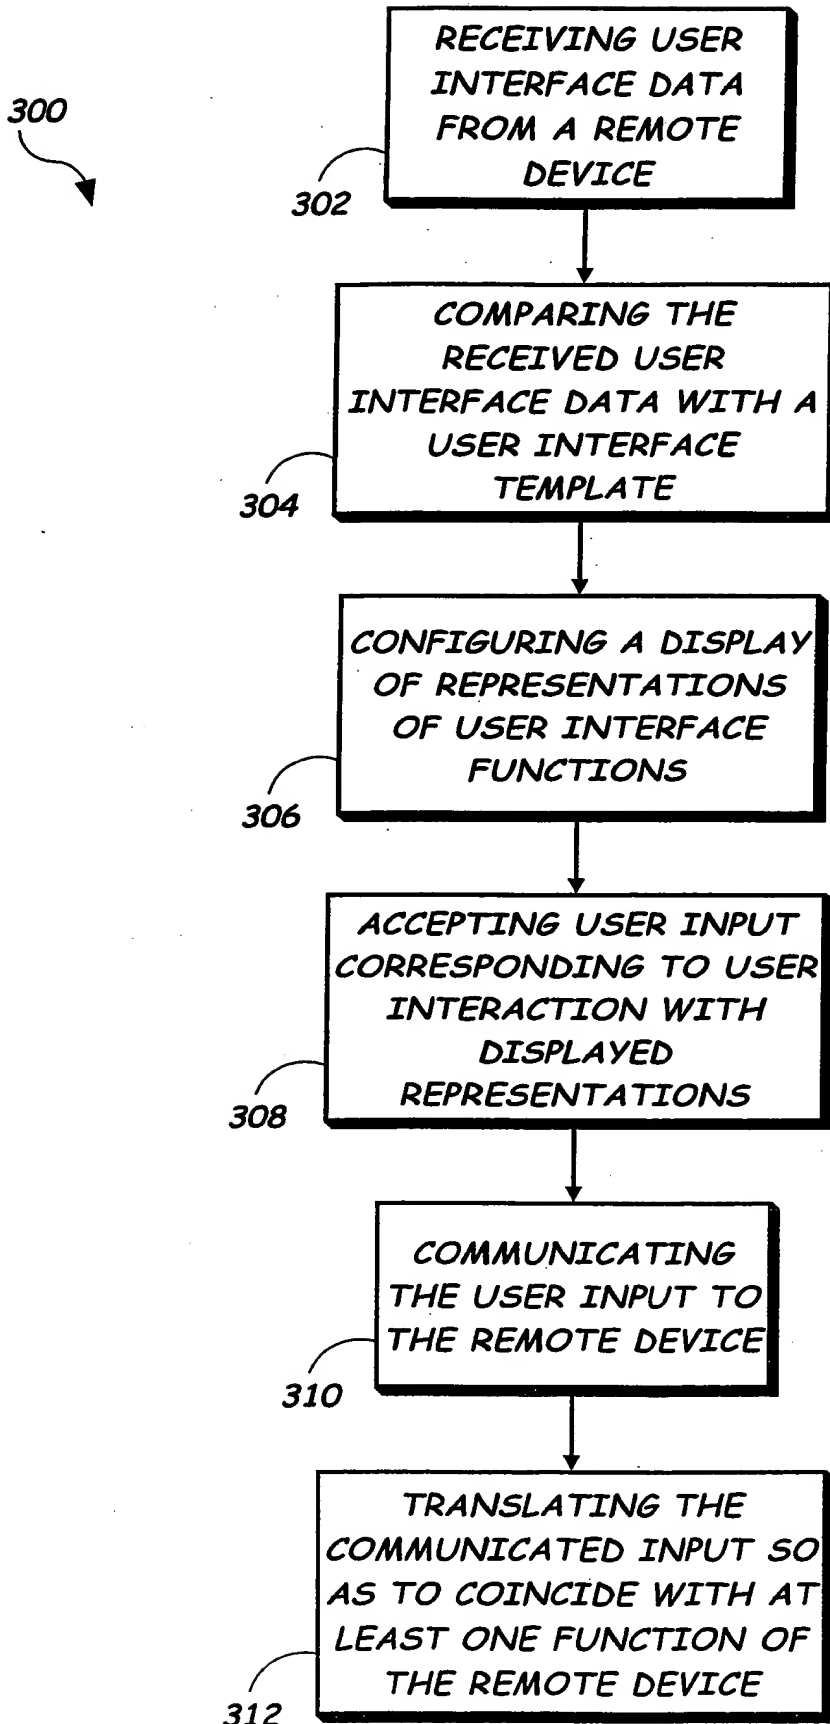 300
RECEIVING USER
INTERFACE DATA
FROM A REMOTE
DEVICE
302
COMPARING THE
RECEIVED USER
INTERFACE DATA WITH A
USER INTERFACE
TEMPLATE
304
CONFIGURING A DISPLAY
OF REPRESENTATIONS
OF USER INTERFACE
FUNCTIONS
306
ACCEPTING USER INPUT
CORRESPONDING TO USER
INTERACTION WITH
DISPLAYED
REPRESENTATIONS
308
COMMUNICATING
THE USER INPUT TO
THE REMOTE DEVICE
310
TRANSLATING THE
COMMUNICATED INPUT SO
AS TO COINCIDE WITH AT
LEAST ONE FUNCTION OF
THE REMOTE DEVICE
312